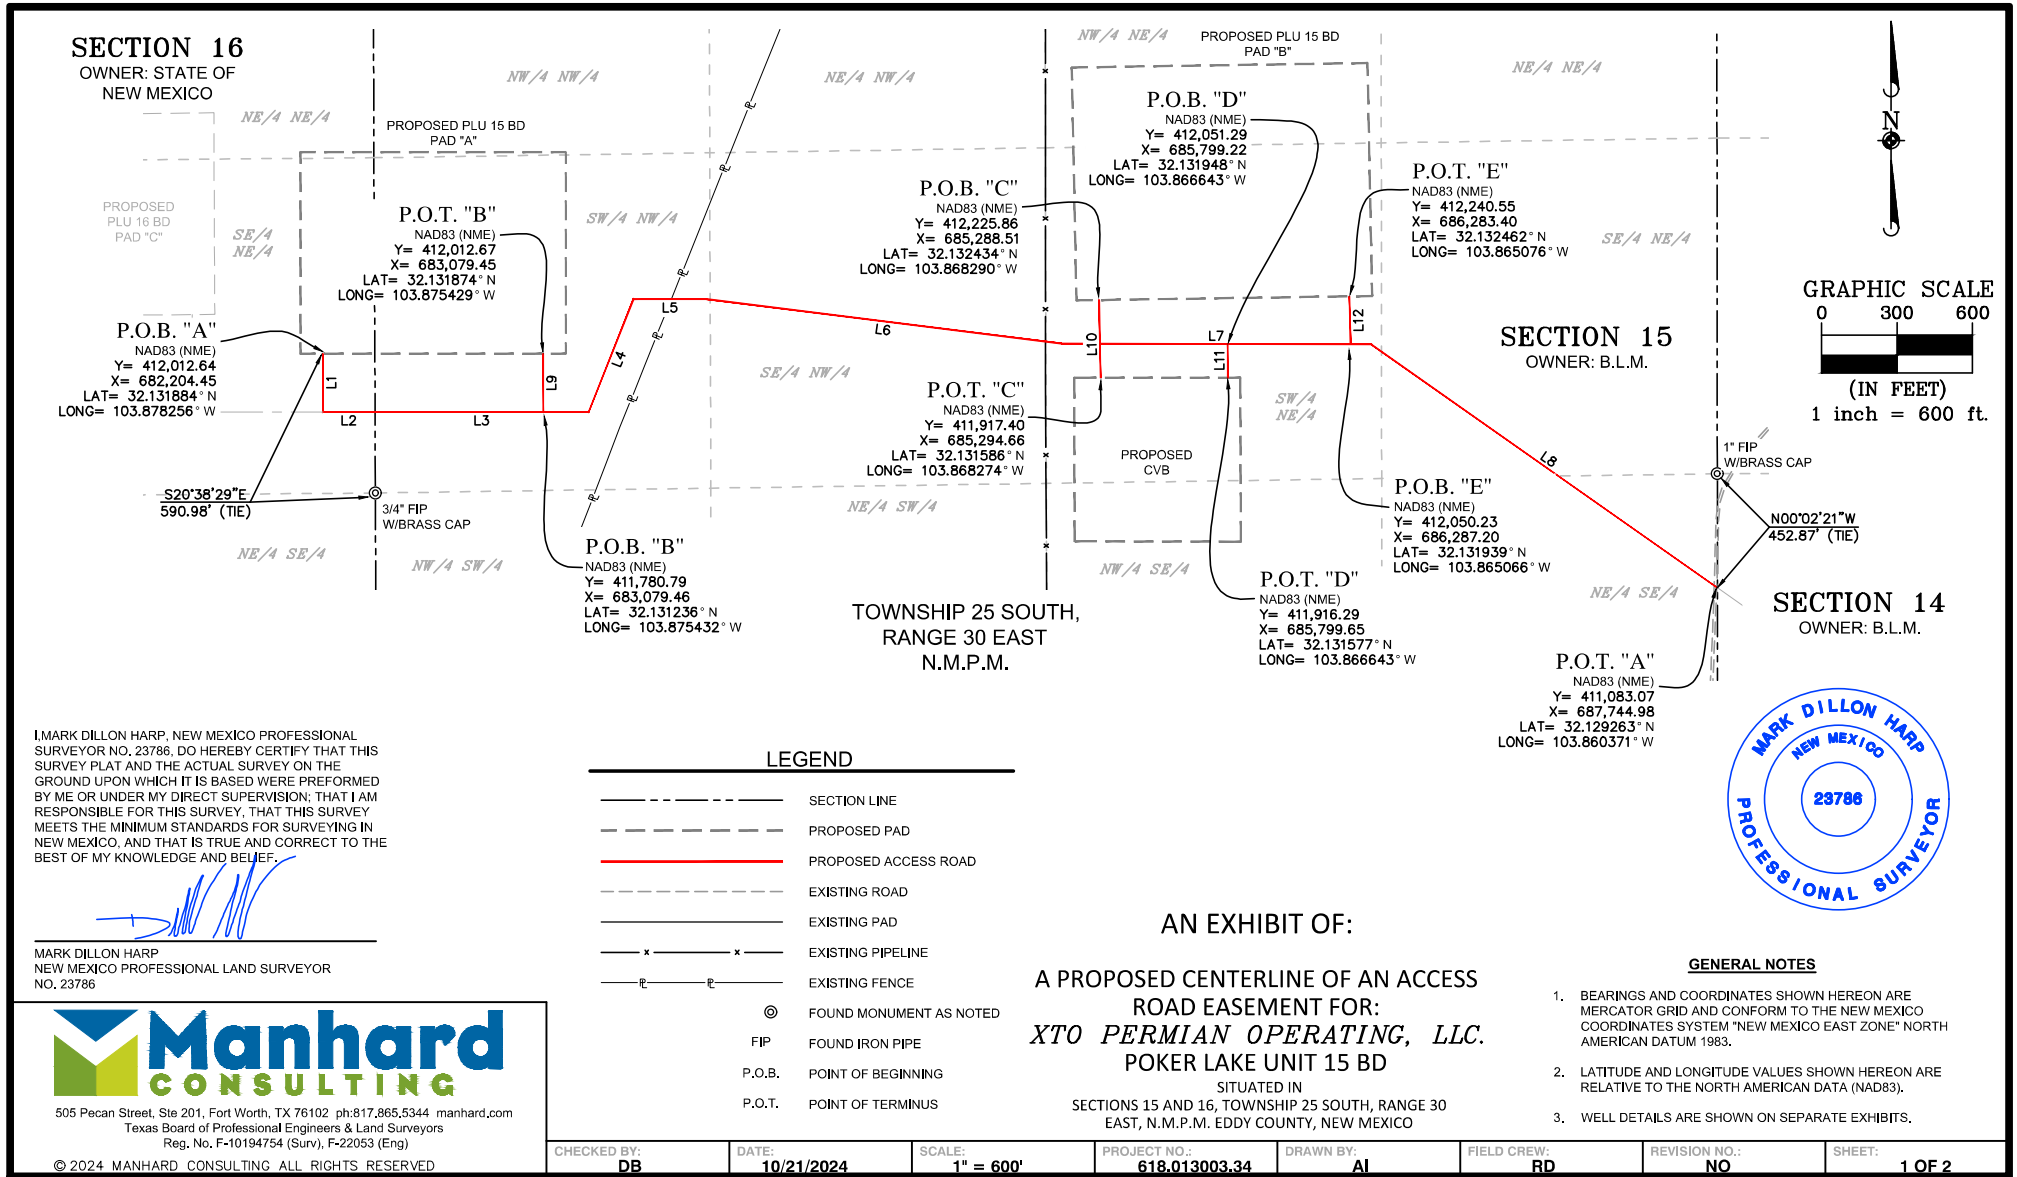 SECTION 16
OWNER: STATE OF
NEW MEXICO
NE/4 NE/4
NW/4 NW/4
NE/4 NW/4
NW/4 NE/4
PROPOSED PLU 15 BD
PAD "B"
NE/4 NE/4
PROPOSED PLU 15 BD
PAD "A"
PROPOSED
PLU 16 BD
PAD "C"
SE/4
NE/4
SW/4 NW/4
SE/4 NE/4
P.O.T. "B"
NAD83 (NME)
Y= 412,012.67
X= 683,079.45
LAT= 32.131874° N
LONG= 103.875429° W
P.O.B. "C"
NAD83 (NME)
Y= 412,225.86
X= 685,288.51
LAT= 32.132434° N
LONG= 103.868290° W
P.O.B. "D"
NAD83 (NME)
Y= 412,051.29
X= 685,799.22
LAT= 32.131948° N
LONG= 103.866643° W
P.O.T. "E"
NAD83 (NME)
Y= 412,240.55
X= 686,283.40
LAT= 32.132462° N
LONG= 103.865076° W
N
GRAPHIC SCALE
0 300 600
(IN FEET)
1 inch = 600 ft.
P.O.B. "A"
NAD83 (NME)
Y= 412,012.64
X= 682,204.45
LAT= 32.131884° N
LONG= 103.878256° W
L1
L2
L3
L9
L4
L5
L6
L10
L7
L11
L12
L8
SECTION 15
OWNER: B.L.M.
SE/4 NW/4
SW/4
NE/4
P.O.T. "C"
NAD83 (NME)
Y= 411,917.40
X= 685,294.66
LAT= 32.131586° N
LONG= 103.868274° W
PROPOSED
CVB
1" FIP
W/BRASS CAP
S20°38'29"E
590.98' (TIE)
3/4" FIP
W/BRASS CAP
N00°02'21"W
452.87' (TIE)
NE/4 SE/4
NW/4 SW/4
NE/4 SW/4
NW/4 SE/4
NE/4 SE/4
P.O.B. "B"
NAD83 (NME)
Y= 411,780.79
X= 683,079.46
LAT= 32.131236° N
LONG= 103.875432° W
P.O.B. "E"
NAD83 (NME)
Y= 412,050.23
X= 686,287.20
LAT= 32.131939° N
LONG= 103.865066° W
P.O.T. "D"
NAD83 (NME)
Y= 411,916.29
X= 685,799.65
LAT= 32.131577° N
LONG= 103.866643° W
TOWNSHIP 25 SOUTH,
RANGE 30 EAST
N.M.P.M.
SECTION 14
OWNER: B.L.M.
P.O.T. "A"
NAD83 (NME)
Y= 411,083.07
X= 687,744.98
LAT= 32.129263° N
LONG= 103.860371° W
MARK DILLON HARP
NEW MEXICO
23786
PROFESSIONAL SURVEYOR
I,MARK DILLON HARP, NEW MEXICO PROFESSIONAL
SURVEYOR NO. 23786, DO HEREBY CERTIFY THAT THIS
SURVEY PLAT AND THE ACTUAL SURVEY ON THE
GROUND UPON WHICH IT IS BASED WERE PREFORMED
BY ME OR UNDER MY DIRECT SUPERVISION; THAT I AM
RESPONSIBLE FOR THIS SURVEY, THAT THIS SURVEY
MEETS THE MINIMUM STANDARDS FOR SURVEYING IN
NEW MEXICO, AND THAT IS TRUE AND CORRECT TO THE
BEST OF MY KNOWLEDGE AND BELIEF.
MARK DILLON HARP
NEW MEXICO PROFESSIONAL LAND SURVEYOR
NO. 23786
LEGEND
SECTION LINE
PROPOSED PAD
PROPOSED ACCESS ROAD
EXISTING ROAD
EXISTING PAD
EXISTING PIPELINE
EXISTING FENCE
FOUND MONUMENT AS NOTED
FIP FOUND IRON PIPE
P.O.B. POINT OF BEGINNING
P.O.T. POINT OF TERMINUS
AN EXHIBIT OF:
A PROPOSED CENTERLINE OF AN ACCESS
ROAD EASEMENT FOR:
XTO PERMIAN OPERATING, LLC.
POKER LAKE UNIT 15 BD
SITUATED IN
SECTIONS 15 AND 16, TOWNSHIP 25 SOUTH, RANGE 30
EAST, N.M.P.M. EDDY COUNTY, NEW MEXICO
GENERAL NOTES
1. BEARINGS AND COORDINATES SHOWN HEREON ARE
MERCATOR GRID AND CONFORM TO THE NEW MEXICO
COORDINATES SYSTEM "NEW MEXICO EAST ZONE" NORTH
AMERICAN DATUM 1983.
2. LATITUDE AND LONGITUDE VALUES SHOWN HEREON ARE
RELATIVE TO THE NORTH AMERICAN DATA (NAD83).
3. WELL DETAILS ARE SHOWN ON SEPARATE EXHIBITS.
Manhard
CONSULTING
505 Pecan Street, Ste 201, Fort Worth, TX 76102 ph:817.865.5344 manhard.com
Texas Board of Professional Engineers & Land Surveyors
Reg. No. F-10194754 (Surv), F-22053 (Eng)
© 2024 MANHARD CONSULTING ALL RIGHTS RESERVED
CHECKED BY: DB
DATE: 10/21/2024
SCALE: 1" = 600'
PROJECT NO.: 618.013003.34
DRAWN BY: AI
FIELD CREW: RD
REVISION NO.: NO
SHEET: 1 OF 2